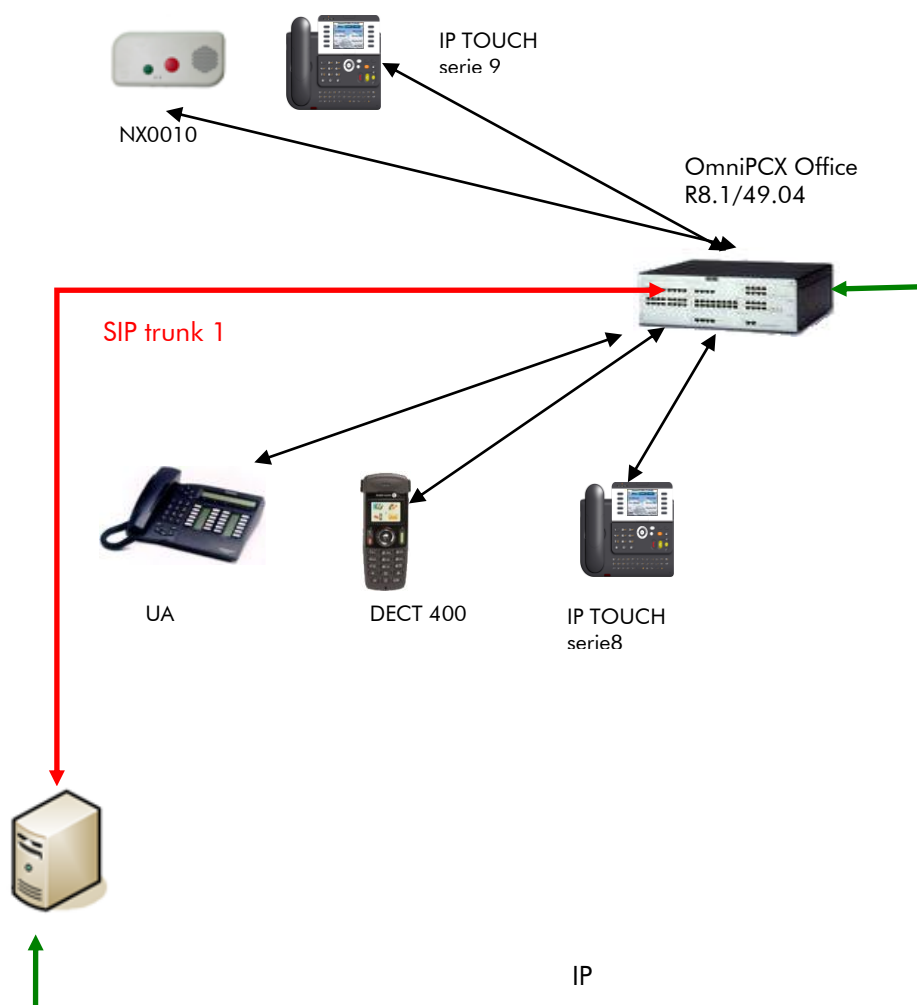 IP TOUCH
serie 9
NX0010
OmniPCX Office
R8.1/49.04
SIP trunk 1
UA
DECT 400
IP TOUCH
serie8
IP